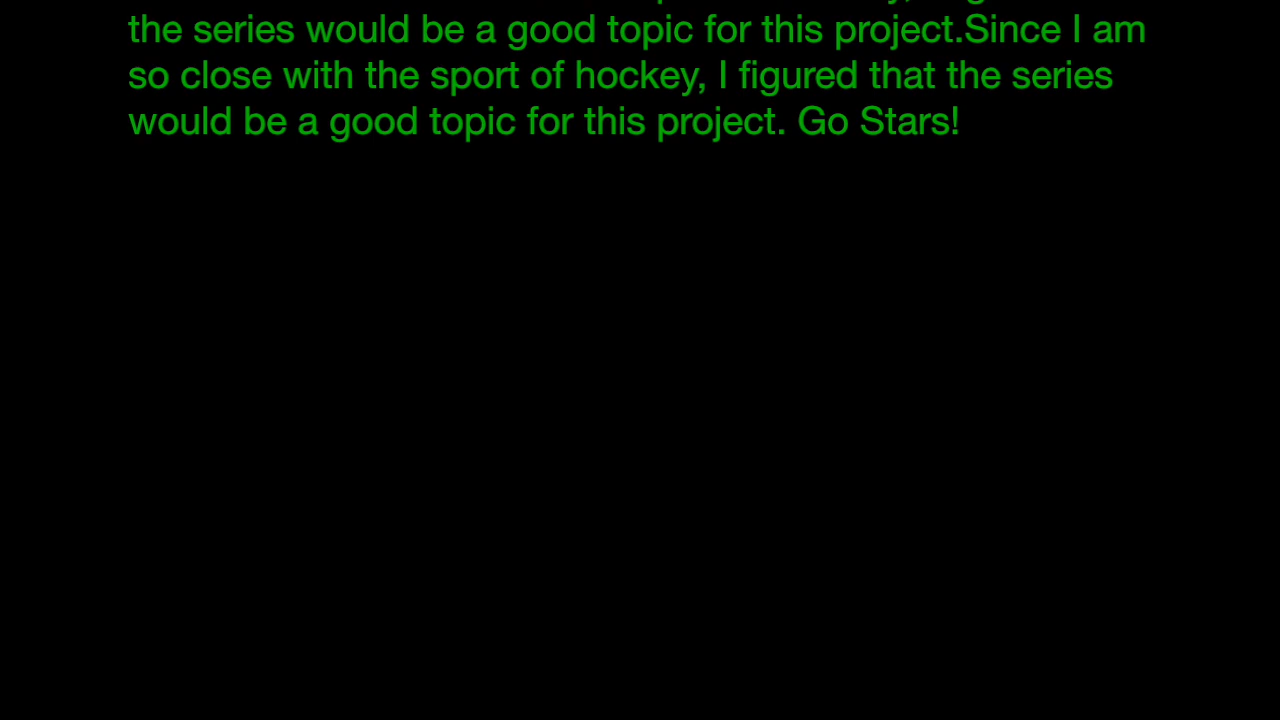 the series would be a good topic for this project.Since I am
so close with the sport of hockey, I figured that the series
would be a good topic for this project. Go Stars!